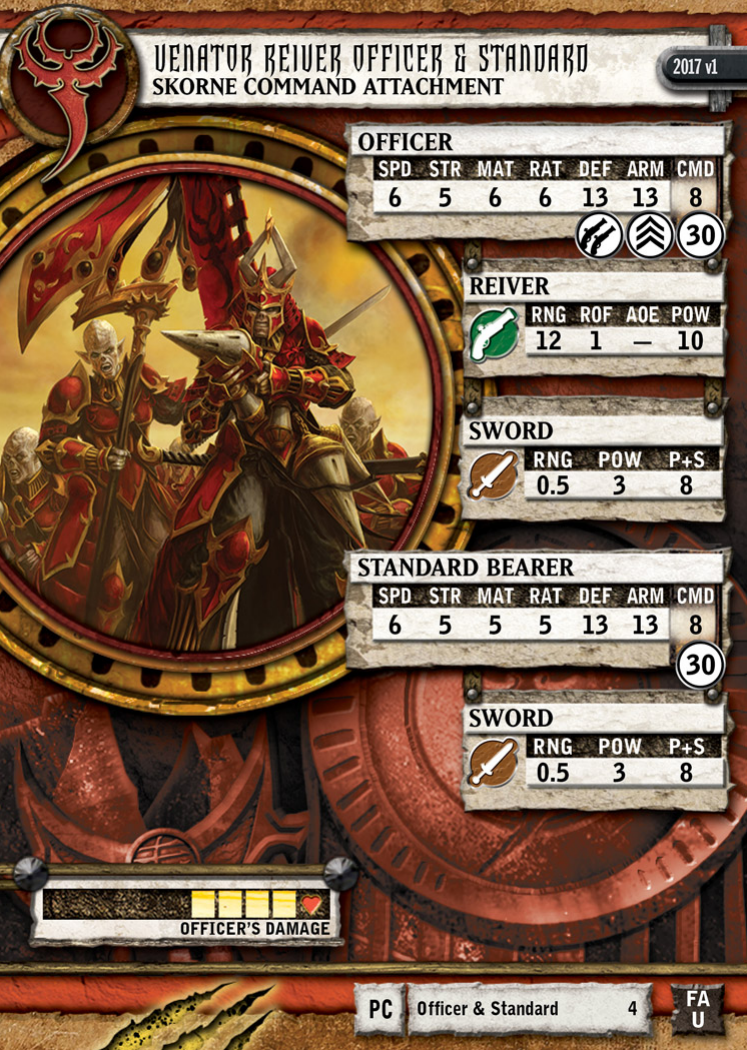 VENATOR REIVER OFFICER & STANDARD
SKORNE COMMAND ATTACHMENT
2017 v1
OFFICER
SPD STR MAT RAT DEF ARM CMD
6 5 6 6 13 13 8
30
REIVER
RNG ROF AOE POW
12 1 — 10
SWORD
RNG POW P+S
0.5 3 8
STANDARD BEARER
SPD STR MAT RAT DEF ARM CMD
6 5 5 5 13 13 8
30
SWORD
RNG POW P+S
0.5 3 8
OFFICER'S DAMAGE
PC Officer & Standard 4
FA
U